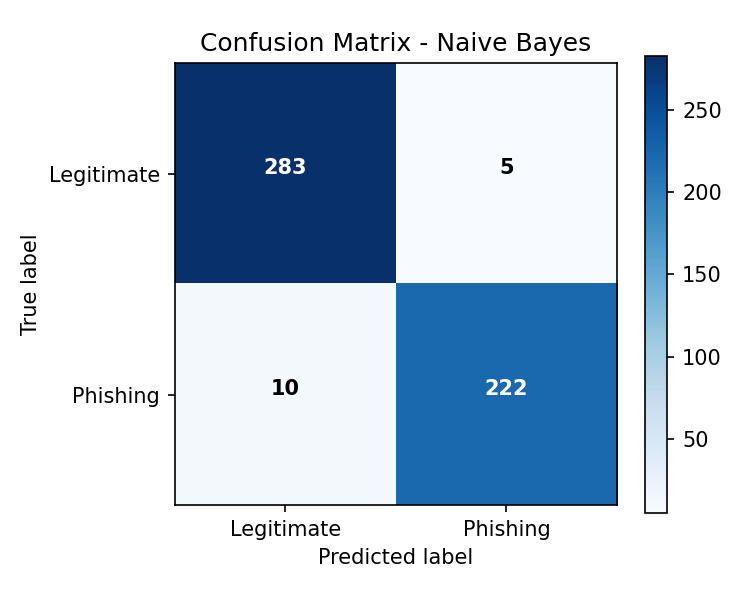 Confusion Matrix - Naive Bayes
283
5
10
222
Legitimate
Phishing
True label
Legitimate
Phishing
Predicted label
250
200
150
100
50